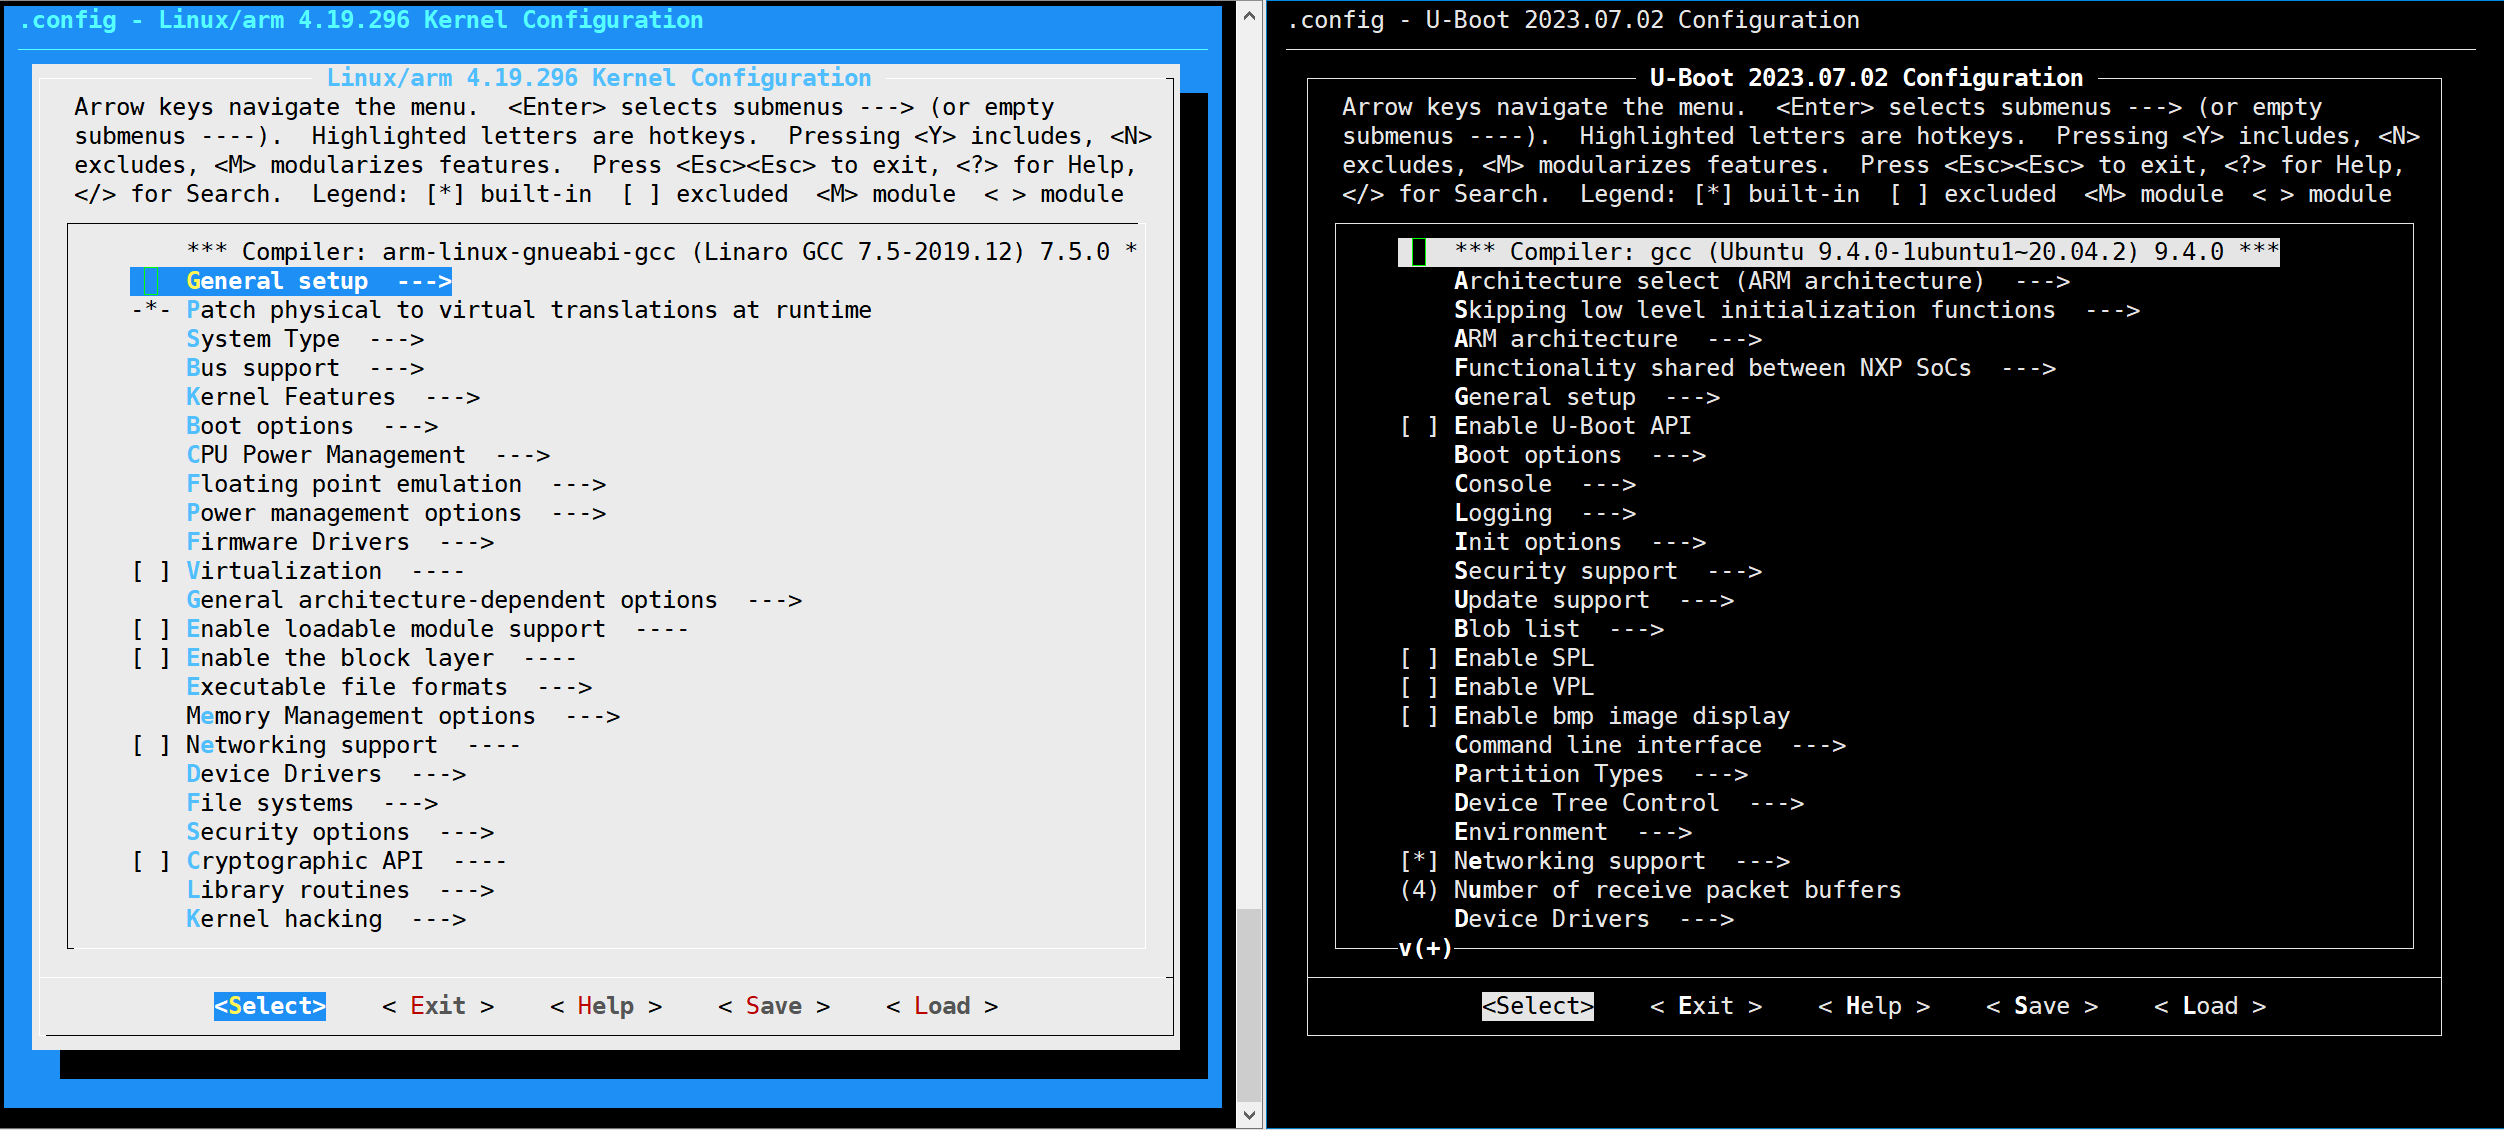 .config - Linux/arm 4.19.296 Kernel Configuration
Linux/arm 4.19.296 Kernel Configuration
Arrow keys navigate the menu.  <Enter> selects submenus ---> (or empty
submenus ----).  Highlighted letters are hotkeys.  Pressing <Y> includes, <N>
excludes, <M> modularizes features.  Press <Esc><Esc> to exit, <?> for Help,
</> for Search.  Legend: [*] built-in  [ ] excluded  <M> module  < > module
*** Compiler: arm-linux-gnueabi-gcc (Linaro GCC 7.5-2019.12) 7.5.0 *
General setup  --->
-*- Patch physical to virtual translations at runtime
System Type  --->
Bus support  --->
Kernel Features  --->
Boot options  --->
CPU Power Management  --->
Floating point emulation  --->
Power management options  --->
Firmware Drivers  --->
[ ] Virtualization  ----
General architecture-dependent options  --->
[ ] Enable loadable module support  ----
[ ] Enable the block layer  ----
Executable file formats  --->
Memory Management options  --->
[ ] Networking support  ----
Device Drivers  --->
File systems  --->
Security options  --->
[ ] Cryptographic API  ----
Library routines  --->
Kernel hacking  --->
<Select>    < Exit >    < Help >    < Save >    < Load >
.config - U-Boot 2023.07.02 Configuration
U-Boot 2023.07.02 Configuration
Arrow keys navigate the menu.  <Enter> selects submenus ---> (or empty
submenus ----).  Highlighted letters are hotkeys.  Pressing <Y> includes, <N>
excludes, <M> modularizes features.  Press <Esc><Esc> to exit, <?> for Help,
</> for Search.  Legend: [*] built-in  [ ] excluded  <M> module  < > module
*** Compiler: gcc (Ubuntu 9.4.0-1ubuntu1~20.04.2) 9.4.0 ***
Architecture select (ARM architecture)  --->
Skipping low level initialization functions  --->
ARM architecture  --->
Functionality shared between NXP SoCs  --->
General setup  --->
[ ] Enable U-Boot API
Boot options  --->
Console  --->
Logging  --->
Init options  --->
Security support  --->
Update support  --->
Blob list  --->
[ ] Enable SPL
[ ] Enable VPL
[ ] Enable bmp image display
Command line interface  --->
Partition Types  --->
Device Tree Control  --->
Environment  --->
[*] Networking support  --->
(4) Number of receive packet buffers
Device Drivers  --->
v(+)
<Select>    < Exit >    < Help >    < Save >    < Load >